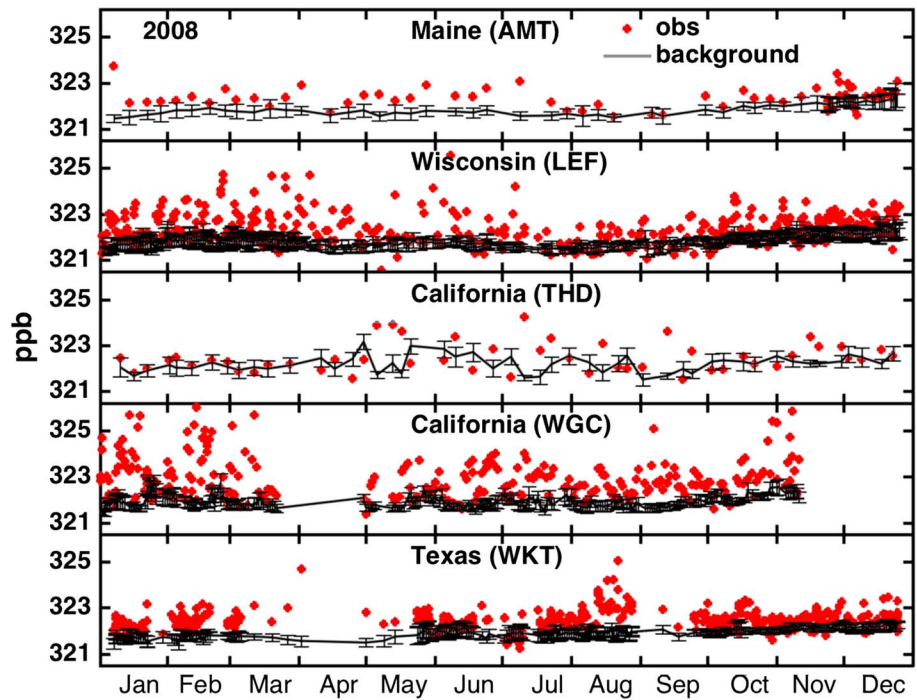 2008 Maine (AMT) obs
background
325
323
321
Wisconsin (LEF)
325
323
321
California (THD)
325
323
321
ppb
California (WGC)
325
323
321
Texas (WKT)
325
323
321
Jan Feb Mar Apr May Jun Jul Aug Sep Oct Nov Dec